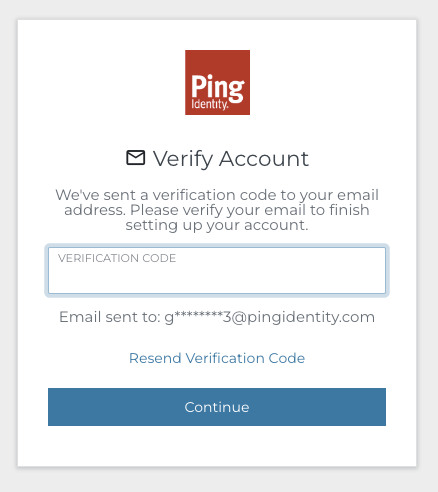 Ping
Identity.
Verify Account
We've sent a verification code to your email
address. Please verify your email to finish
setting up your account.
VERIFICATION CODE
Email sent to: g********3@pingidentity.com
Resend Verification Code
Continue